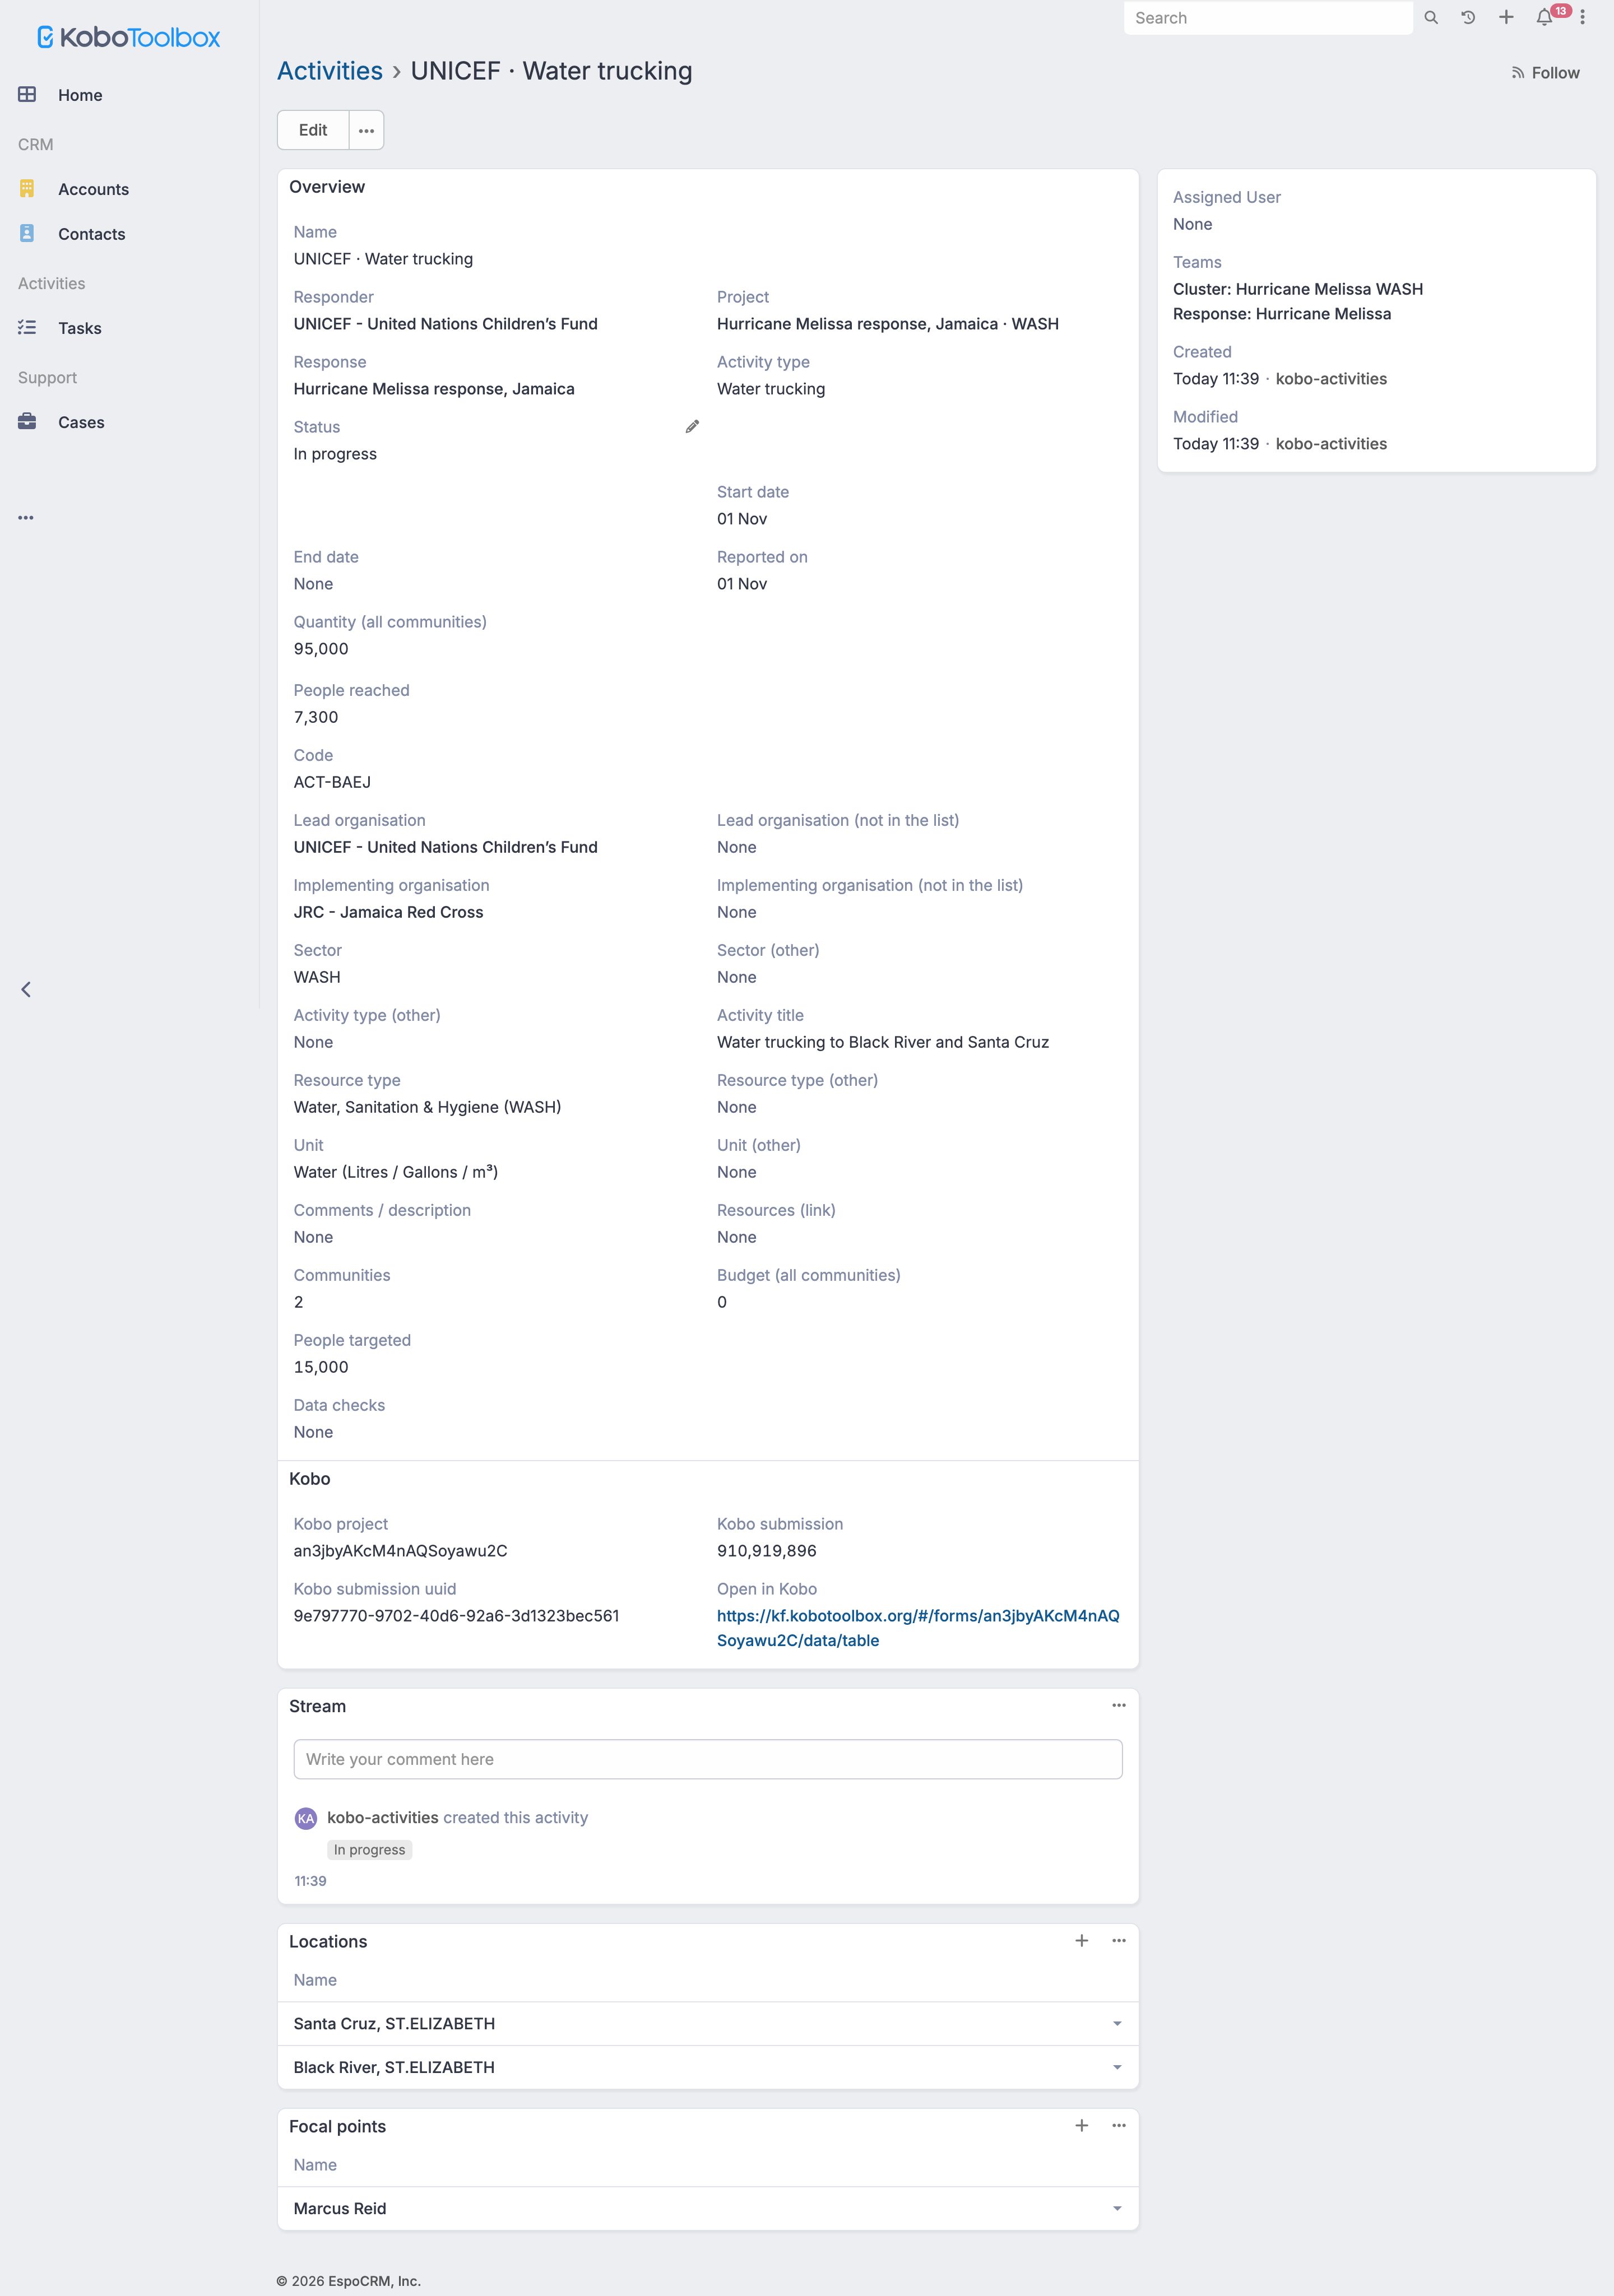 KoboToolbox
Search
13
Home
CRM
Accounts
Contacts
Activities
Tasks
Support
Cases
Activities › UNICEF · Water trucking
Follow
Edit
Overview
Name
UNICEF · Water trucking
Responder
UNICEF - United Nations Children’s Fund
Project
Hurricane Melissa response, Jamaica · WASH
Response
Hurricane Melissa response, Jamaica
Activity type
Water trucking
Status
In progress
Start date
01 Nov
End date
None
Reported on
01 Nov
Quantity (all communities)
95,000
People reached
7,300
Code
ACT-BAEJ
Lead organisation
UNICEF - United Nations Children’s Fund
Lead organisation (not in the list)
None
Implementing organisation
JRC - Jamaica Red Cross
Implementing organisation (not in the list)
None
Sector
WASH
Sector (other)
None
Activity type (other)
None
Activity title
Water trucking to Black River and Santa Cruz
Resource type
Water, Sanitation & Hygiene (WASH)
Resource type (other)
None
Unit
Water (Litres / Gallons / m³)
Unit (other)
None
Comments / description
None
Resources (link)
None
Communities
2
Budget (all communities)
0
People targeted
15,000
Data checks
None
Kobo
Kobo project
an3jbyAKcM4nAQSoyawu2C
Kobo submission
910,919,896
Kobo submission uuid
9e797770-9702-40d6-92a6-3d1323bec561
Open in Kobo
https://kf.kobotoolbox.org/#/forms/an3jbyAKcM4nAQ
Soyawu2C/data/table
Stream
Write your comment here
KA
kobo-activities created this activity
In progress
11:39
Locations
Name
Santa Cruz, ST.ELIZABETH
Black River, ST.ELIZABETH
Focal points
Name
Marcus Reid
Assigned User
None
Teams
Cluster: Hurricane Melissa WASH
Response: Hurricane Melissa
Created
Today 11:39 · kobo-activities
Modified
Today 11:39 · kobo-activities
© 2026 EspoCRM, Inc.